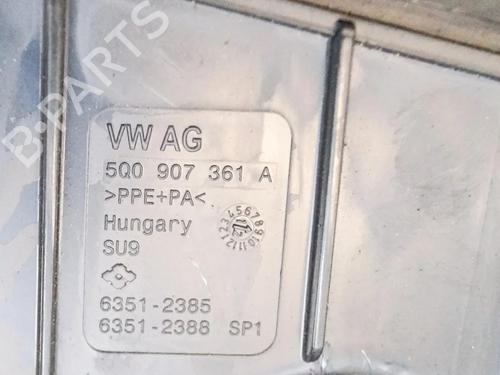 B-PARTS
VW AG
5Q0 907 361 A
>PPE+PA<
Hungary
SU9
6351-2385
6351-2388 SP1